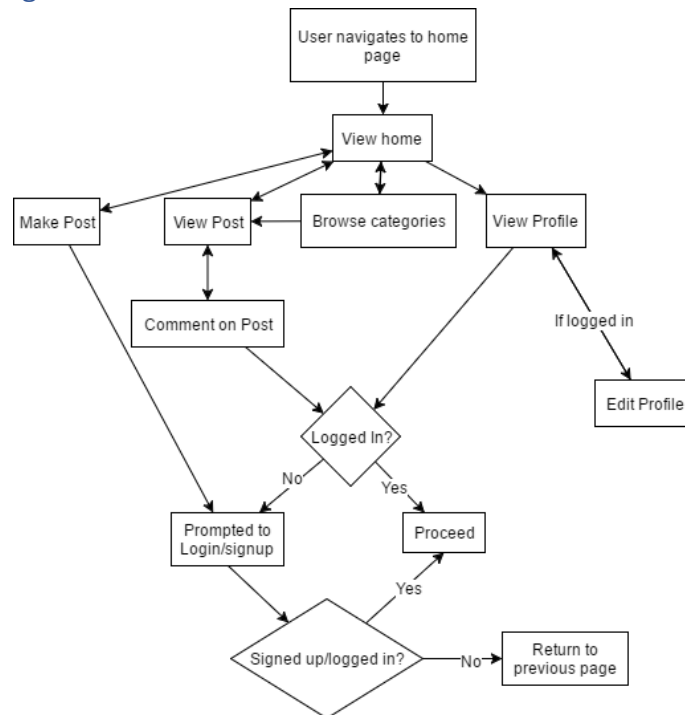 User navigates to home
page
View home
Make Post
View Post
Browse categories
View Profile
Comment on Post
If logged in
Edit Profile
Logged In?
No
Yes
Prompted to
Login/signup
Proceed
Yes
Signed up/logged in?
No
Return to
previous page